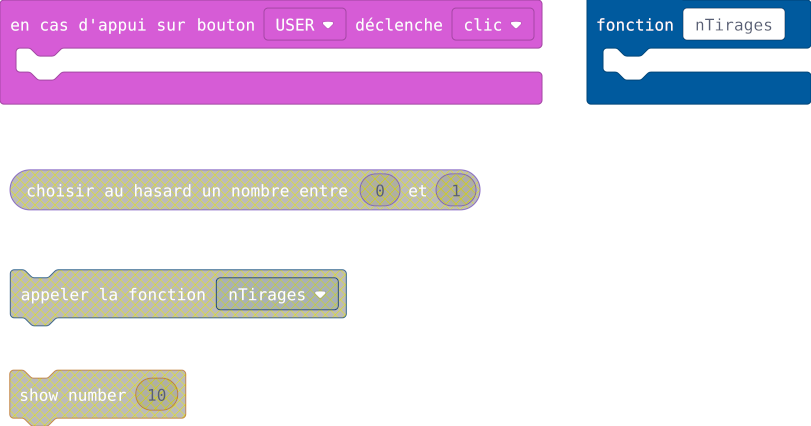 en cas d'appui sur bouton USER déclenche clic
fonction nTirages
choisir au hasard un nombre entre 0 et 1
appeler la fonction nTirages
show number 10